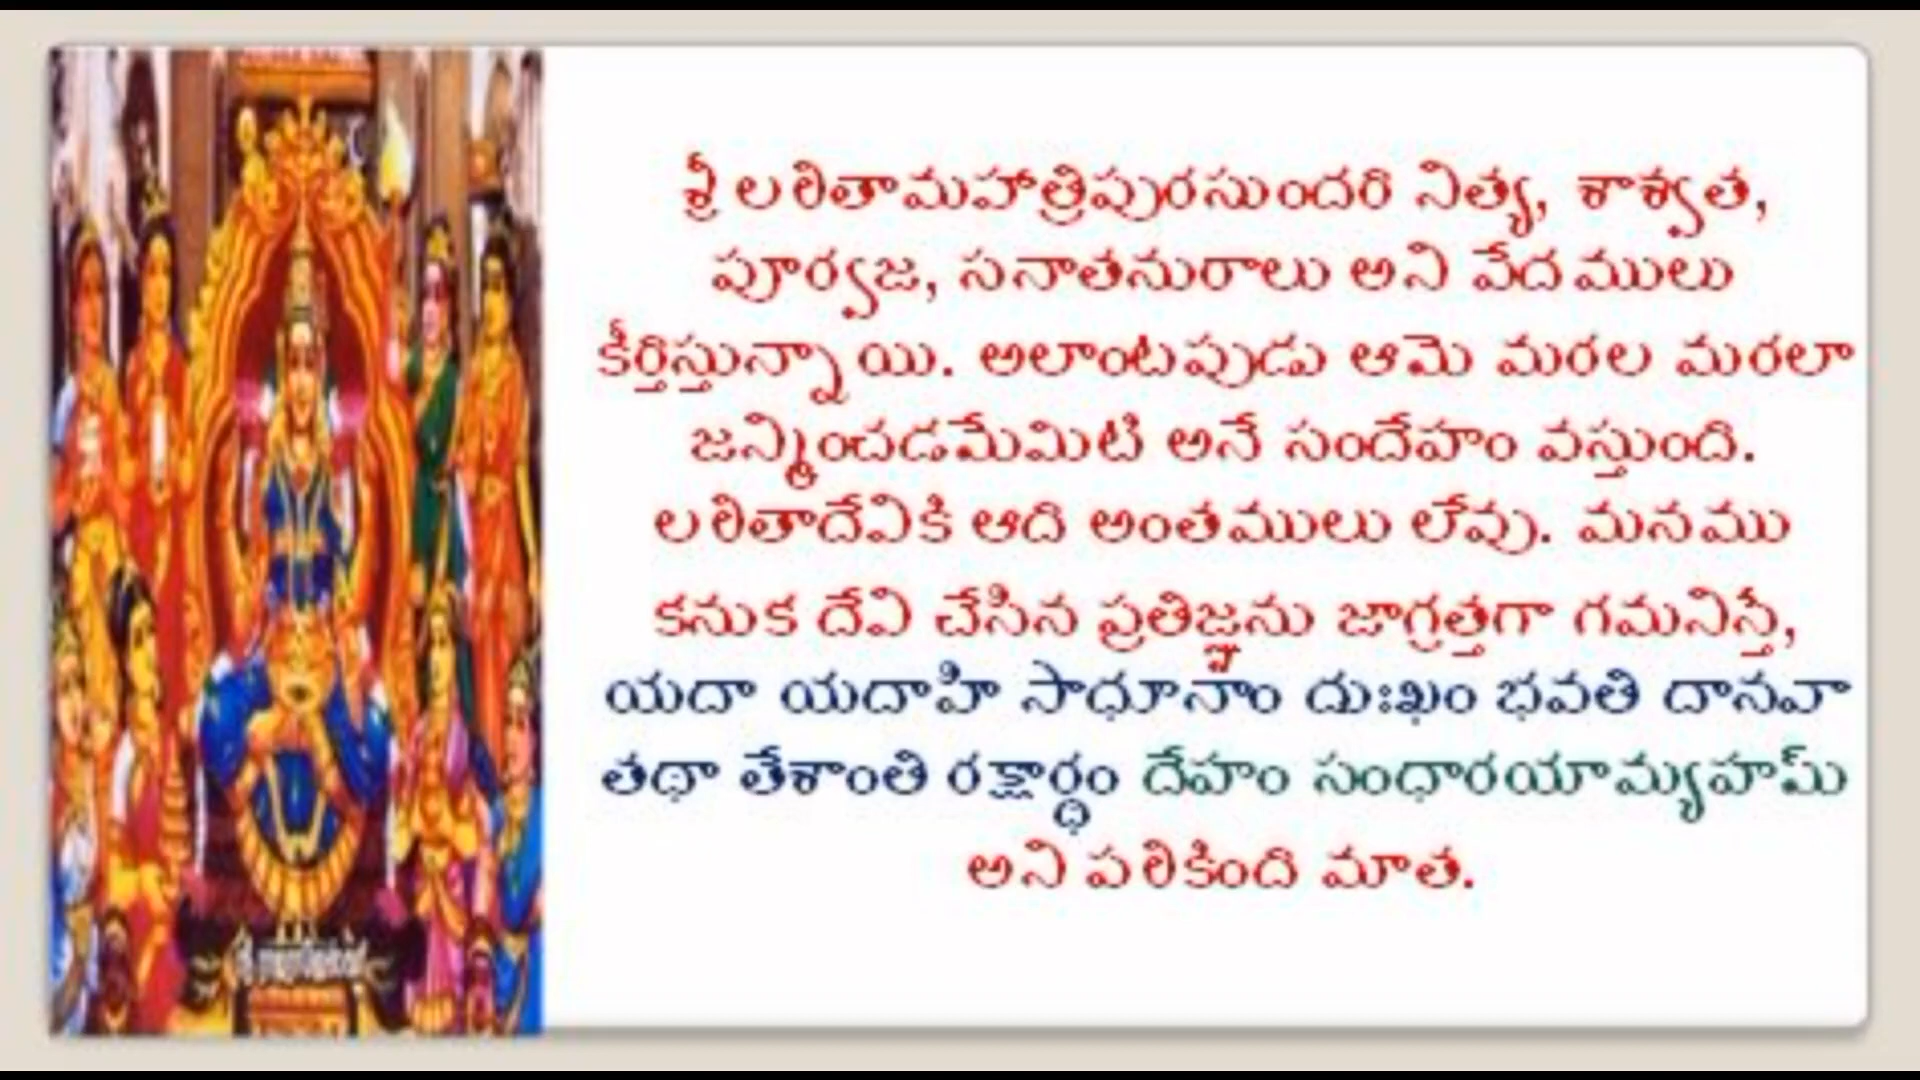 శ్రీ లలితామహాత్రిపురసుందరి నిత్య, శాశ్వత,
పూర్వజ, సనాతనురాలు అని వేదములు
కీర్తిస్తున్నాయి. అలాంటపుడు ఆమె మరల మరలా
జన్మించడమేమిటి అనే సందేహం వస్తుంది.
లలితాదేవికి ఆది అంతములు లేవు. మనము
కనుక దేవి చేసిన ప్రతిజ్ఞను జాగ్రత్తగా గమనిస్తే,
యదా యదాహి సాధూనాం దుఃఖం భవతి దానవా
తథా తేశాంతి రక్షార్థం దేహం సంధారయామ్యహమ్
అని పలికింది మాత.